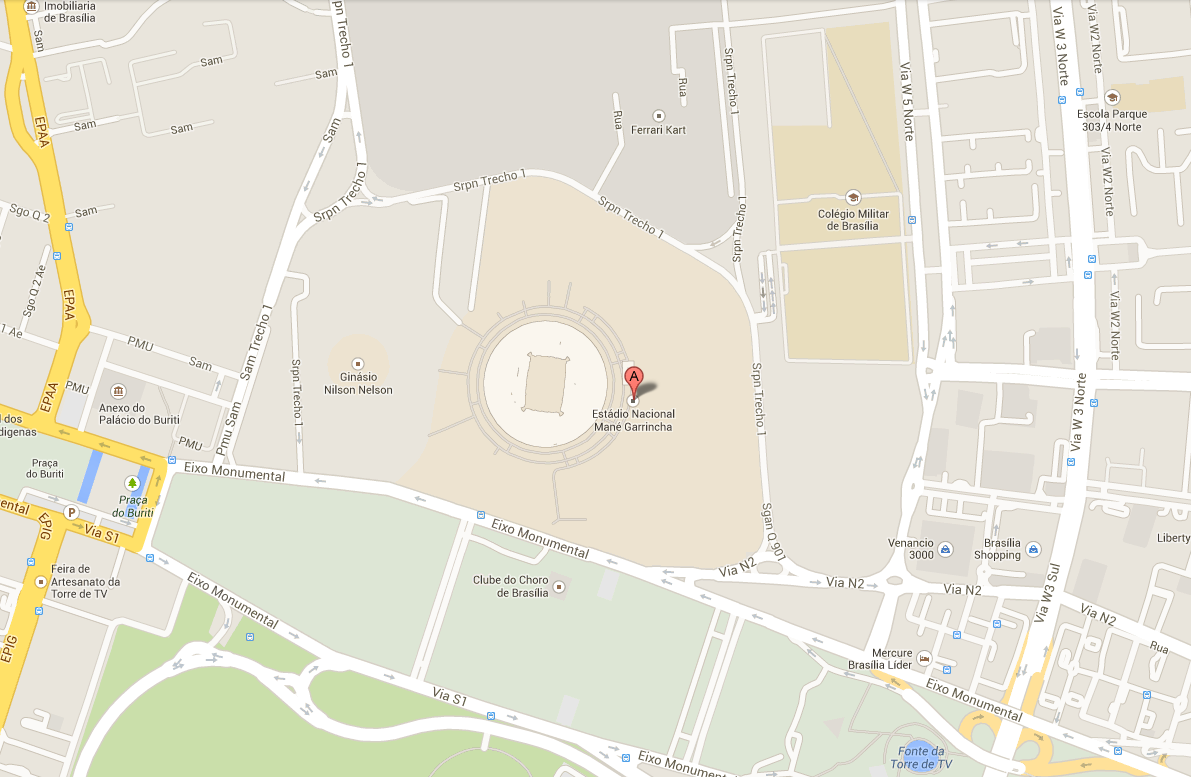 Imobiliaria
de Brasília
Sam
Srpn Trecho 1
Sam
Sam
Via W 5 Norte
Via W 3 Norte
Via W2 Norte
Srpn Trecho 1
Rua
Rua
Ferrari Kart
Escola Parque
303/4 Norte
EPAA
Sam
Sam
Sam
Srpn Trecho 1
Srpn Trecho 1
Srpn Trecho 1
Srpn Trecho 1
Via W2 Norte
Colégio Militar
de Brasília
Sgo Q 2
Sam
Sgo Q 2 Ae
EPAA
1 Ae
PMU
Sam
Sam Trecho 1
Via W2 Norte
Ginásio
Nilson Nelson
Srpn Trecho 1
Srpn Trecho 1
A
Estádio Nacional
Mané Garrincha
EPAA
PMU
Anexo do
Palácio do Buriti
PMU
Pmu Sam
Via W 3 Norte
l dos
ndigenas
Praça
do Buriti
Eixo Monumental
Praça
do Buriti
P
ental
Via S1
EPIG
Eixo Monumental
Sgan Q 901
Via N2
Via N2
Via N2
Venancio
3000
Brasília
Shopping
Liberty
Feira de
Artesanato da
Torre de TV
Eixo Monumental
Clube do Choro
de Brasília
Via W3 Sul
Via N2
Rua
EPIG
Mercure
Brasília Líder
Via S1
Eixo Monumental
Eixo Monumental
Fonte da
Torre de TV